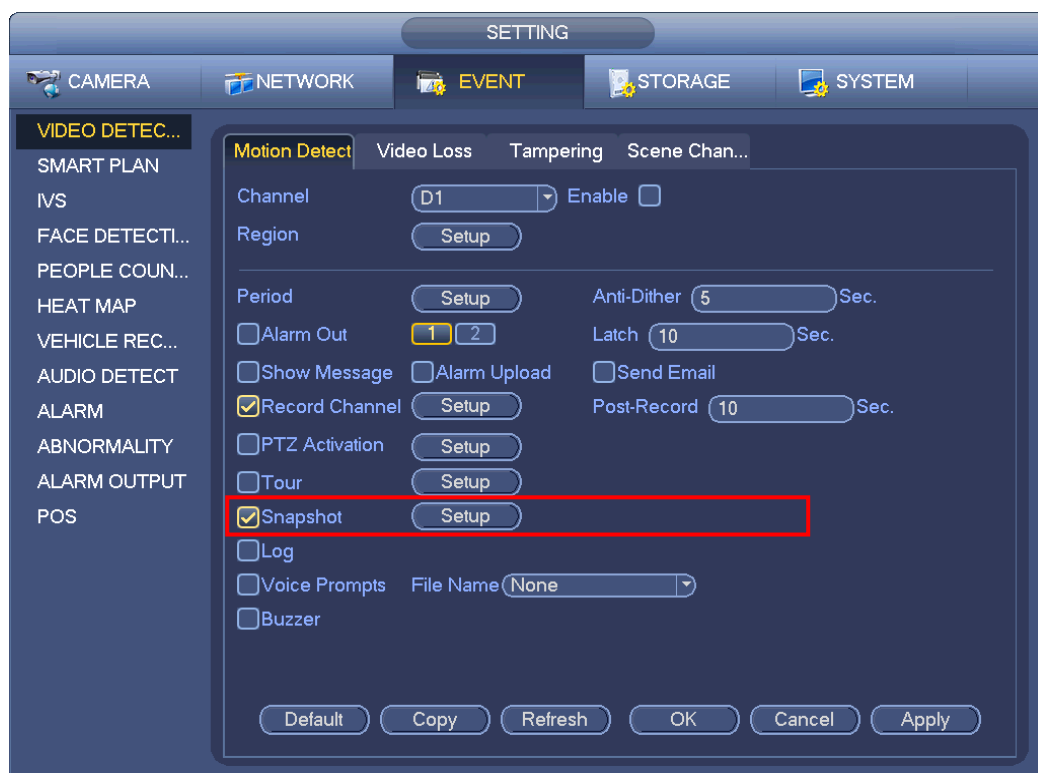 SETTING
CAMERA NETWORK EVENT STORAGE SYSTEM
VIDEO DETEC...
SMART PLAN
IVS
FACE DETECTI...
PEOPLE COUN...
HEAT MAP
VEHICLE REC...
AUDIO DETECT
ALARM
ABNORMALITY
ALARM OUTPUT
POS
Motion Detect Video Loss Tampering Scene Chan...
Channel D1 Enable
Region Setup
Period Setup Anti-Dither 5 Sec.
Alarm Out 1 2 Latch 10 Sec.
Show Message Alarm Upload Send Email
Record Channel Setup Post-Record 10 Sec.
PTZ Activation Setup
Tour Setup
Snapshot Setup
Log
Voice Prompts File Name None
Buzzer
Default Copy Refresh OK Cancel Apply